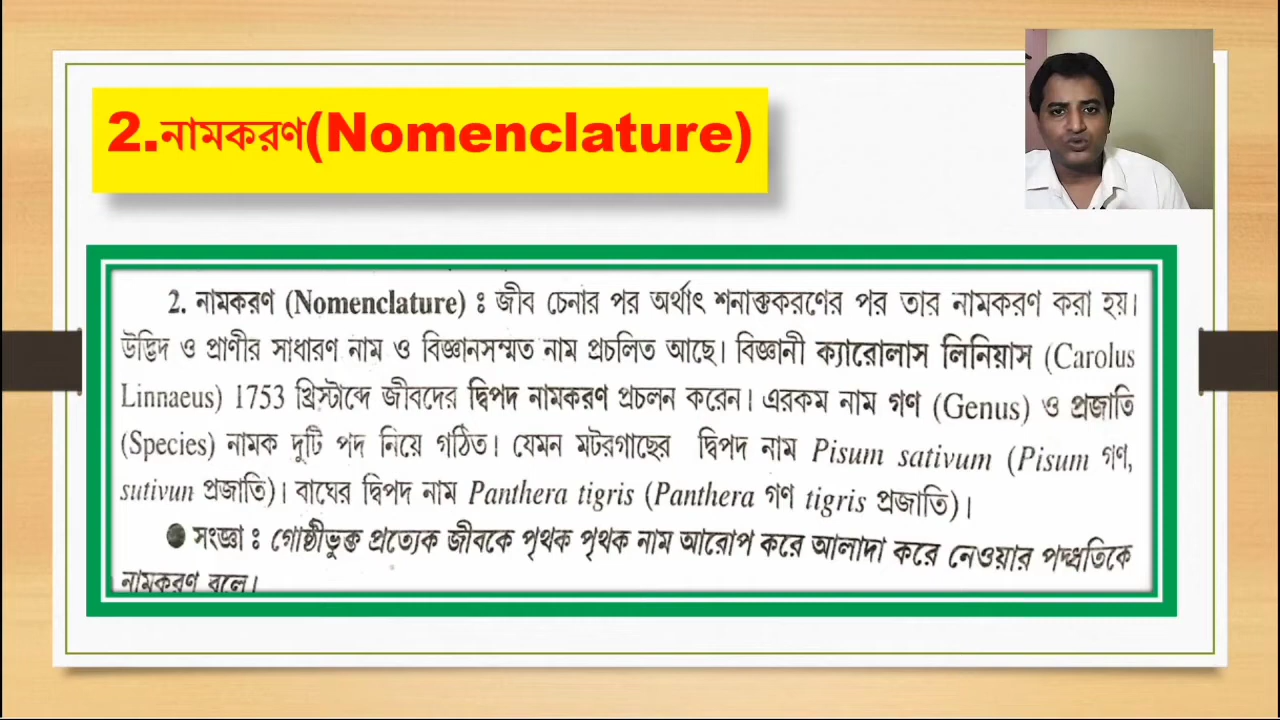 2.নামকরণ(Nomenclature)
2. নামকরণ (Nomenclature) : জীব চেনার পর অর্থাৎ শনাক্তকরণের পর তার নামকরণ করা হয়।
উদ্ভিদ ও প্রাণীর সাধারণ নাম ও বিজ্ঞানসম্মত নাম প্রচলিত আছে। বিজ্ঞানী ক্যারোলাস লিনিয়াস (Carolus
Linnaeus) 1753 খ্রিস্টাব্দে জীবদের দ্বিপদ নামকরণ প্রচলন করেন। এরকম নাম গণ (Genus) ও প্রজাতি
(Species) নামক দুটি পদ নিয়ে গঠিত। যেমন মটরগাছের দ্বিপদ নাম Pisum sativum (Pisum গণ,
sutivun প্রজাতি)। বাঘের দ্বিপদ নাম Panthera tigris (Panthera গণ tigris প্রজাতি)।
● সংজ্ঞা : গোষ্ঠীভুক্ত প্রত্যেক জীবকে পৃথক পৃথক নাম আরোপ করে আলাদা করে নেওয়ার পদ্ধতিকে
নামকরণ বলে।